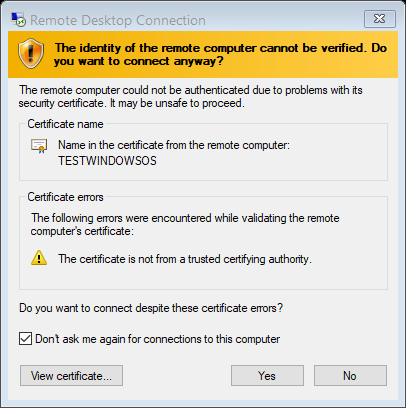 Remote Desktop Connection
The identity of the remote computer cannot be verified. Do
you want to connect anyway?
The remote computer could not be authenticated due to problems with its
security certificate. It may be unsafe to proceed.
Certificate name
Name in the certificate from the remote computer:
TESTWINDOWSOS
Certificate errors
The following errors were encountered while validating the remote
computer's certificate:
The certificate is not from a trusted certifying authority.
Do you want to connect despite these certificate errors?
Don't ask me again for connections to this computer
View certificate... Yes No